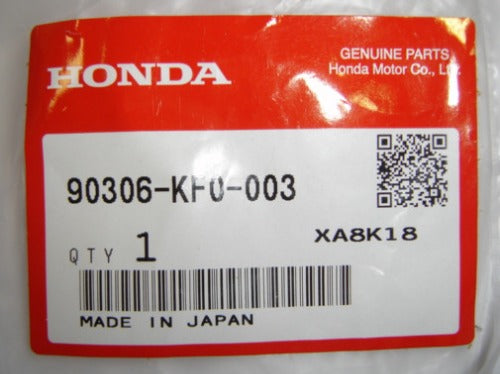 GENUINE PARTS
HONDA
Honda Motor Co., Ltd.
90306-KF0-003
XA8K18
QTY 1
MADE IN JAPAN